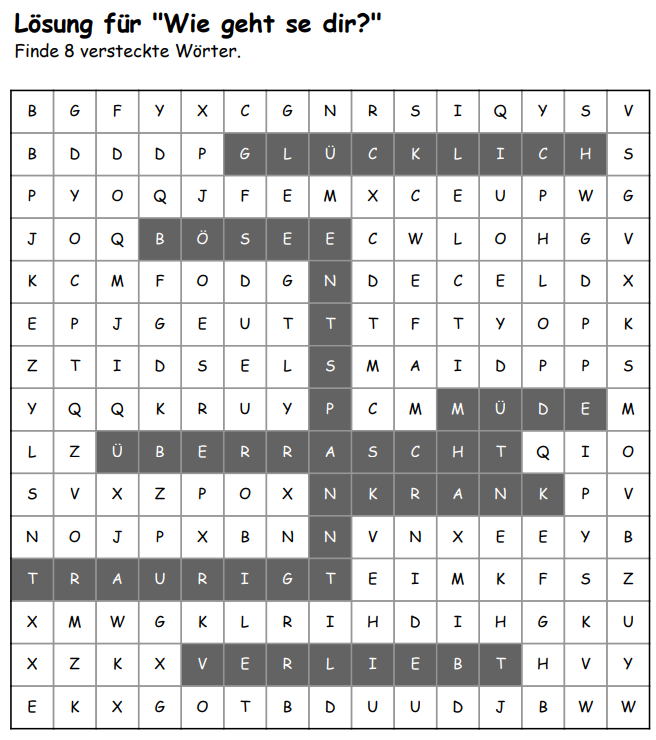 Lösung für "Wie geht se dir?"
Finde 8 versteckte Wörter.
B G F Y X C G N R S I Q Y S V
B D D D P G L Ü C K L I C H S
P Y O Q J F E M X C E U P W G
J O Q B Ö S E E C W L O H G V
K C M F O D G N D E C E L D X
E P J G E U T T T F T Y O P K
Z T I D S E L S M A I D P P S
Y Q Q K R U Y P C M M Ü D E M
L Z Ü B E R R A S C H T Q I O
S V X Z P O X N K R A N K P V
N O J P X B N N V N X E E Y B
T R A U R I G T E I M K F S Z
X M W G K L R I H D I H G K U
X Z K X V E R L I E B T H V Y
E K X G O T B D U U D J B W W